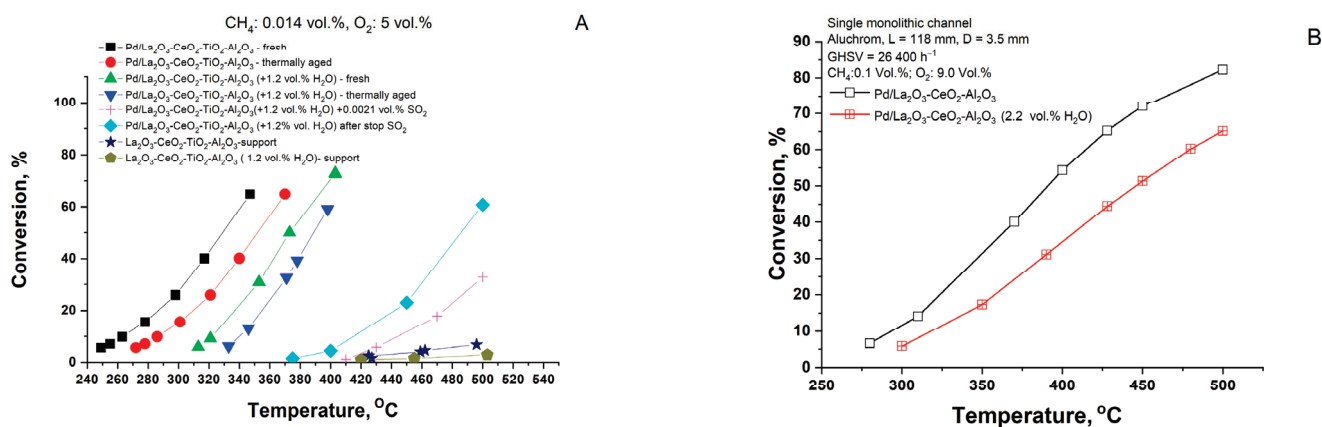 CH₄: 0.014 vol.%, O₂: 5 vol.%
A
Pd/La₂O₃-CeO₂-TiO₂-Al₂O₃ - fresh
Pd/La₂O₃-CeO₂-TiO₂-Al₂O₃ - thermally aged
Pd/La₂O₃-CeO₂-TiO₂-Al₂O₃ (+1.2 vol.% H₂O) - fresh
Pd/La₂O₃-CeO₂-TiO₂-Al₂O₃ (+1.2 vol.% H₂O) - thermally aged
Pd/La₂O₃-CeO₂-TiO₂-Al₂O₃(+1.2 vol.% H₂O) +0.0021 vol.% SO₂
Pd/La₂O₃-CeO₂-TiO₂-Al₂O₃ (+1.2% vol. H₂O) after stop SO₂
La₂O₃-CeO₂-TiO₂-Al₂O₃-support
La₂O₃-CeO₂-TiO₂-Al₂O₃ ( 1.2 vol.% H₂O)- support
Conversion, %
100
80
60
40
20
0
240 260 280 300 320 340 360 380 400 420 440 460 480 500 520 540
Temperature, °C
B
Single monolithic channel
Aluchrom, L = 118 mm, D = 3.5 mm
GHSV = 26 400 h⁻¹
CH₄:0.1 Vol.%; O₂: 9.0 Vol.%
Pd/La₂O₃-CeO₂-Al₂O₃
Pd/La₂O₃-CeO₂-Al₂O₃ (2.2 vol.% H₂O)
Conversion, %
90
80
70
60
50
40
30
20
10
0
250 300 350 400 450 500
Temperature, °C